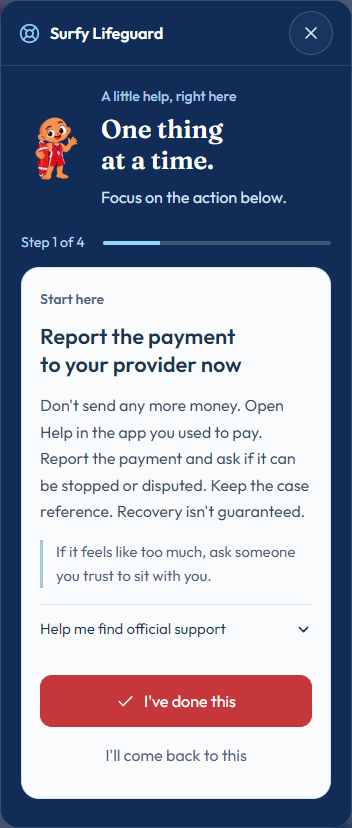 Surfy Lifeguard
A little help, right here
One thing
at a time.
Focus on the action below.
Step 1 of 4
Start here
Report the payment
to your provider now
Don't send any more money. Open
Help in the app you used to pay.
Report the payment and ask if it can
be stopped or disputed. Keep the case
reference. Recovery isn't guaranteed.
If it feels like too much, ask someone
you trust to sit with you.
Help me find official support
I've done this
I'll come back to this